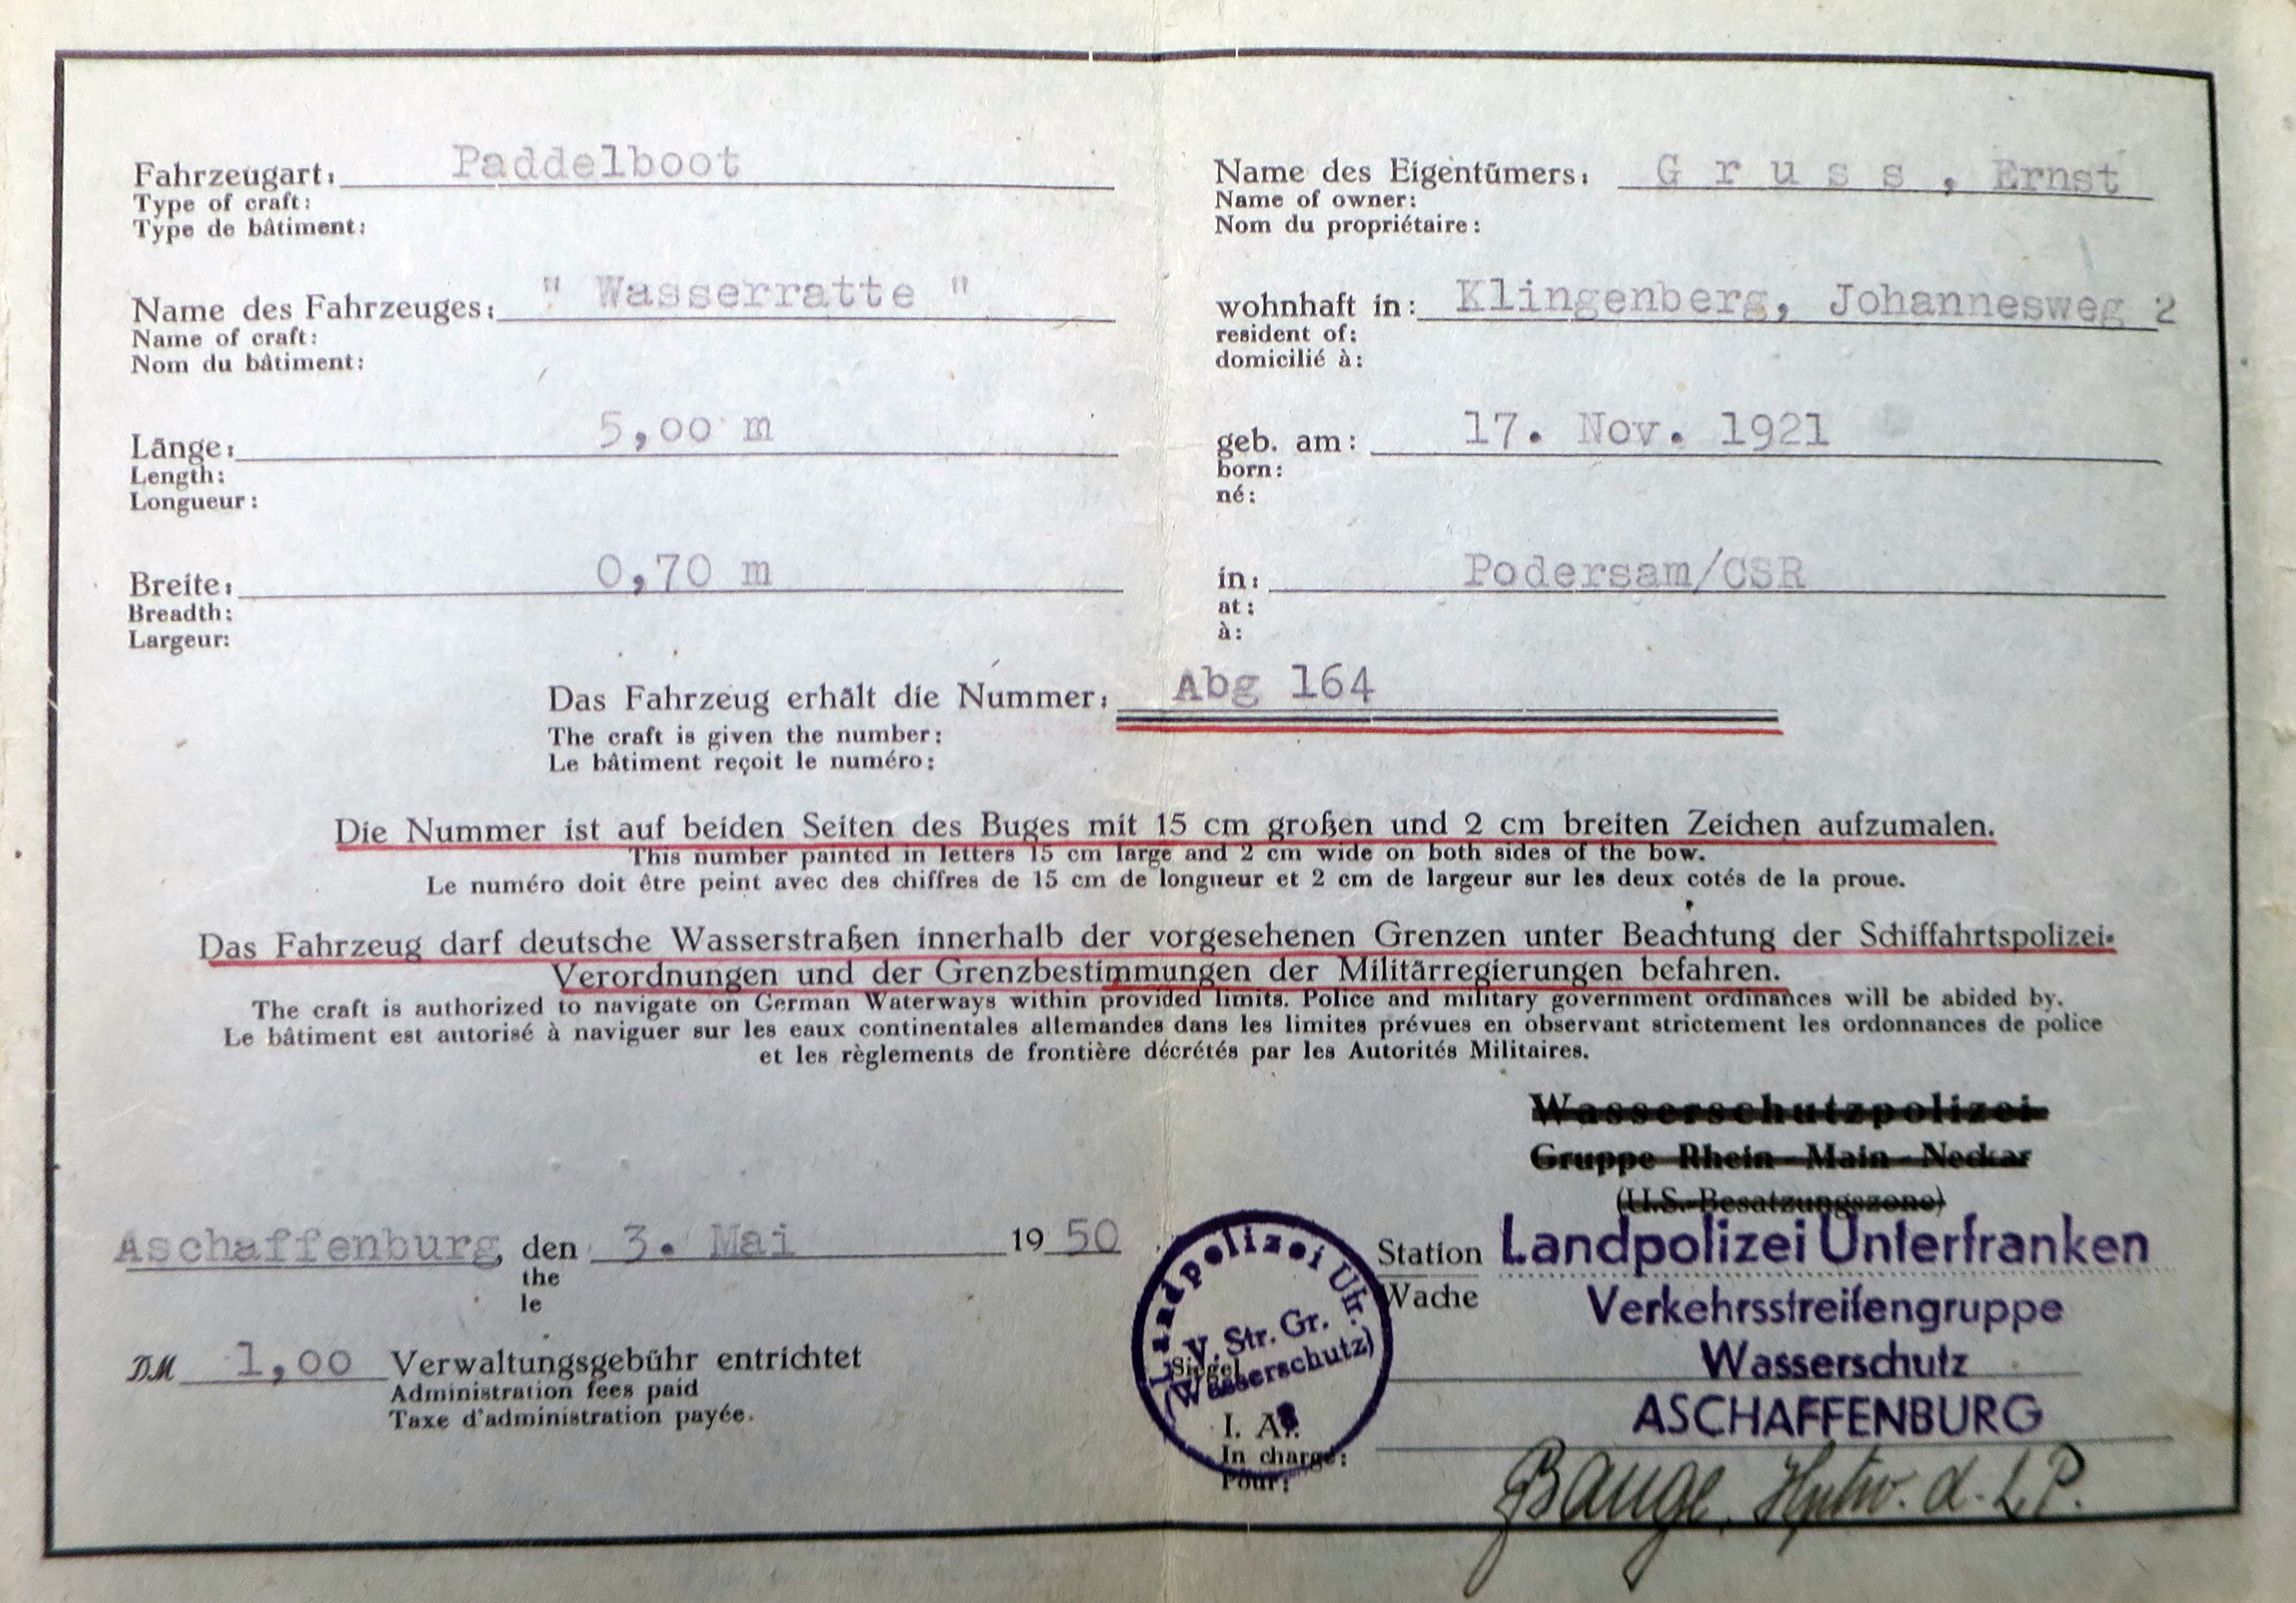 Fahrzeugart: Paddelboot
Type of craft:
Type de bâtiment:
Name des Fahrzeuges: " Wasserratte "
Name of craft:
Nom du bâtiment:
Länge: 5,00 m
Length:
Longueur:
Breite: 0,70 m
Breadth:
Largeur:
Name des Eigentümers: G r u s s , Ernst
Name of owner:
Nom du propriétaire:
wohnhaft in: Klingenberg, Johannesweg 2
resident of:
domicilié à:
geb. am: 17. Nov. 1921
born:
né:
in: Podersam/CSR
at:
à:
Das Fahrzeug erhält die Nummer: Abg 164
The craft is given the number:
Le bâtiment reçoit le numéro:
Die Nummer ist auf beiden Seiten des Buges mit 15 cm großen und 2 cm breiten Zeichen aufzumalen.
This number painted in letters 15 cm large and 2 cm wide on both sides of the bow.
Le numéro doit être peint avec des chiffres de 15 cm de longueur et 2 cm de largeur sur les deux cotés de la proue.
Das Fahrzeug darf deutsche Wasserstraßen innerhalb der vorgesehenen Grenzen unter Beachtung der Schiffahrtspolizei-
Verordnungen und der Grenzbestimmungen der Militärregierungen befahren.
The craft is authorized to navigate on German Waterways within provided limits. Police and military government ordinances will be abided by.
Le bâtiment est autorisé à naviguer sur les eaux continentales allemandes dans les limites prévues en observant strictement les ordonnances de police
et les règlements de frontière décrétés par les Autorités Militaires.
Wasserschutzpolizei
Gruppe Rhein-Main-Neckar
(U.S.-Besatzungszone)
Aschaffenburg, den 3. Mai 1950
the
le
DM 1,00 Verwaltungsgebühr entrichtet
Administration fees paid
Taxe d'administration payée.
Landpolizei Ufr.
V. Str. Gr.
(Wasserschutz)
Siegel
Station
Wache
Landpolizei Unterfranken
Verkehrsstreifengruppe
Wasserschutz
ASCHAFFENBURG
I. A.
In charge:
Pour:
d. L.P.